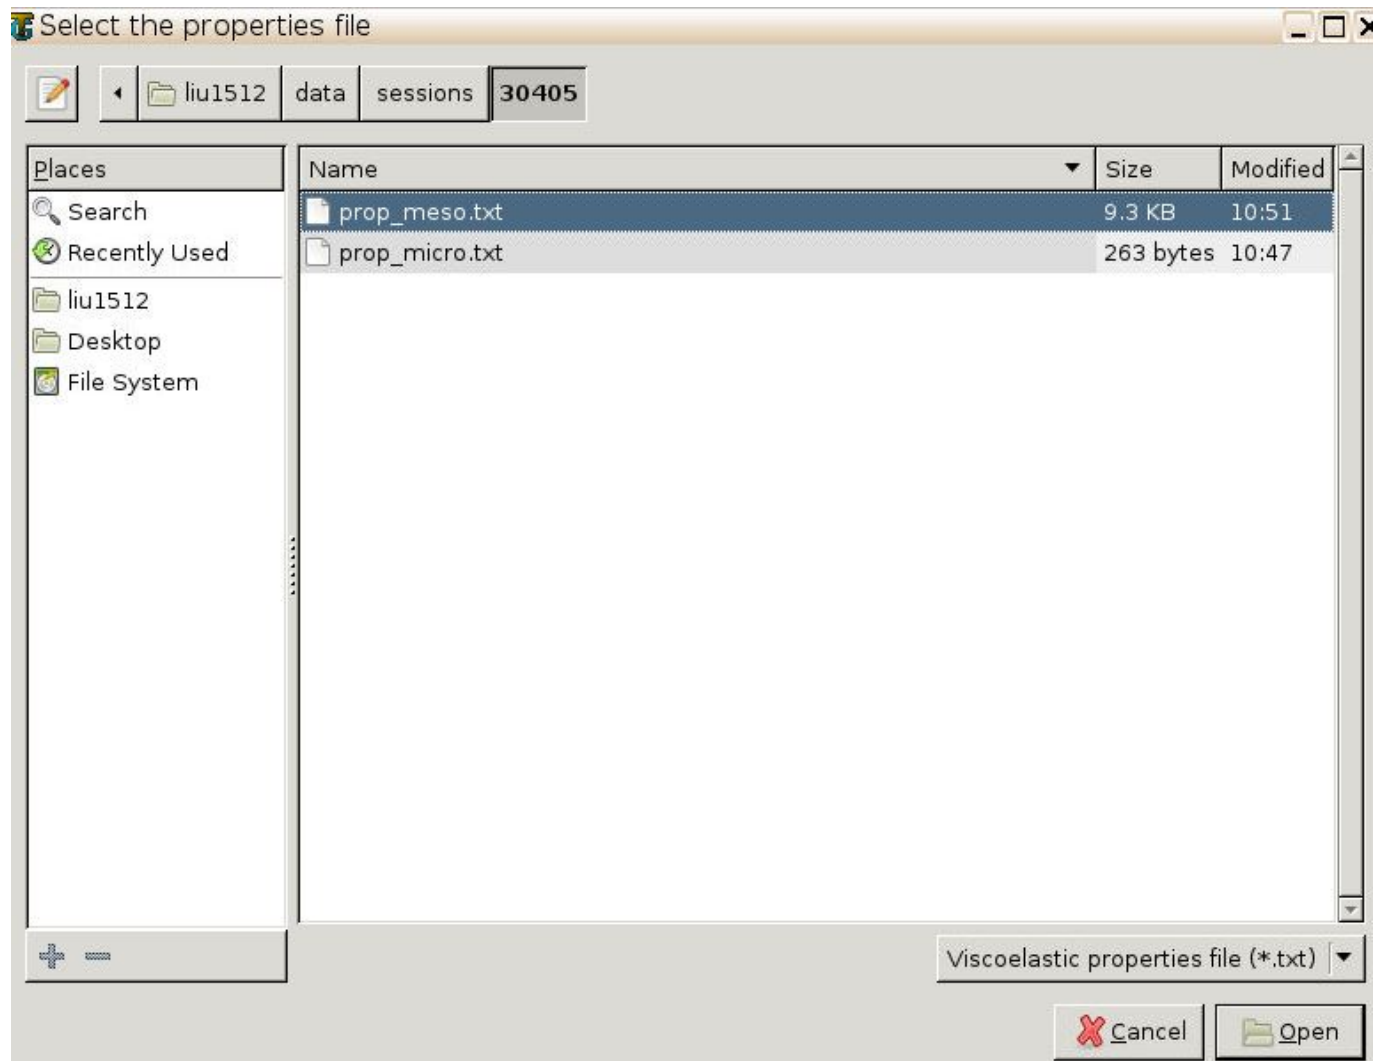 Select the properties file
liu1512 data sessions 30405
Places
Search
Recently Used
liu1512
Desktop
File System
Name Size Modified
prop_meso.txt 9.3 KB 10:51
prop_micro.txt 263 bytes 10:47
Viscoelastic properties file (*.txt)
Cancel Open